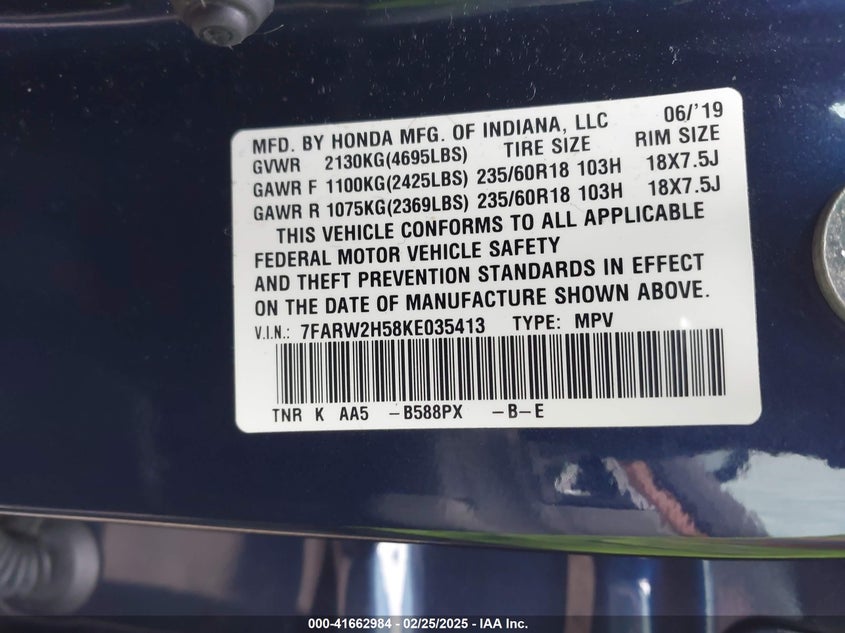 MFD. BY HONDA MFG. OF INDIANA, LLC 06/'19
GVWR 2130KG(4695LBS) TIRE SIZE RIM SIZE
GAWR F 1100KG(2425LBS) 235/60R18 103H 18X7.5J
GAWR R 1075KG(2369LBS) 235/60R18 103H 18X7.5J
THIS VEHICLE CONFORMS TO ALL APPLICABLE
FEDERAL MOTOR VEHICLE SAFETY
AND THEFT PREVENTION STANDARDS IN EFFECT
ON THE DATE OF MANUFACTURE SHOWN ABOVE.
V.I.N.: 7FARW2H58KE035413 TYPE: MPV
TNR K AA5 -B588PX -B-E
000-41662984 - 02/25/2025 - IAA Inc.